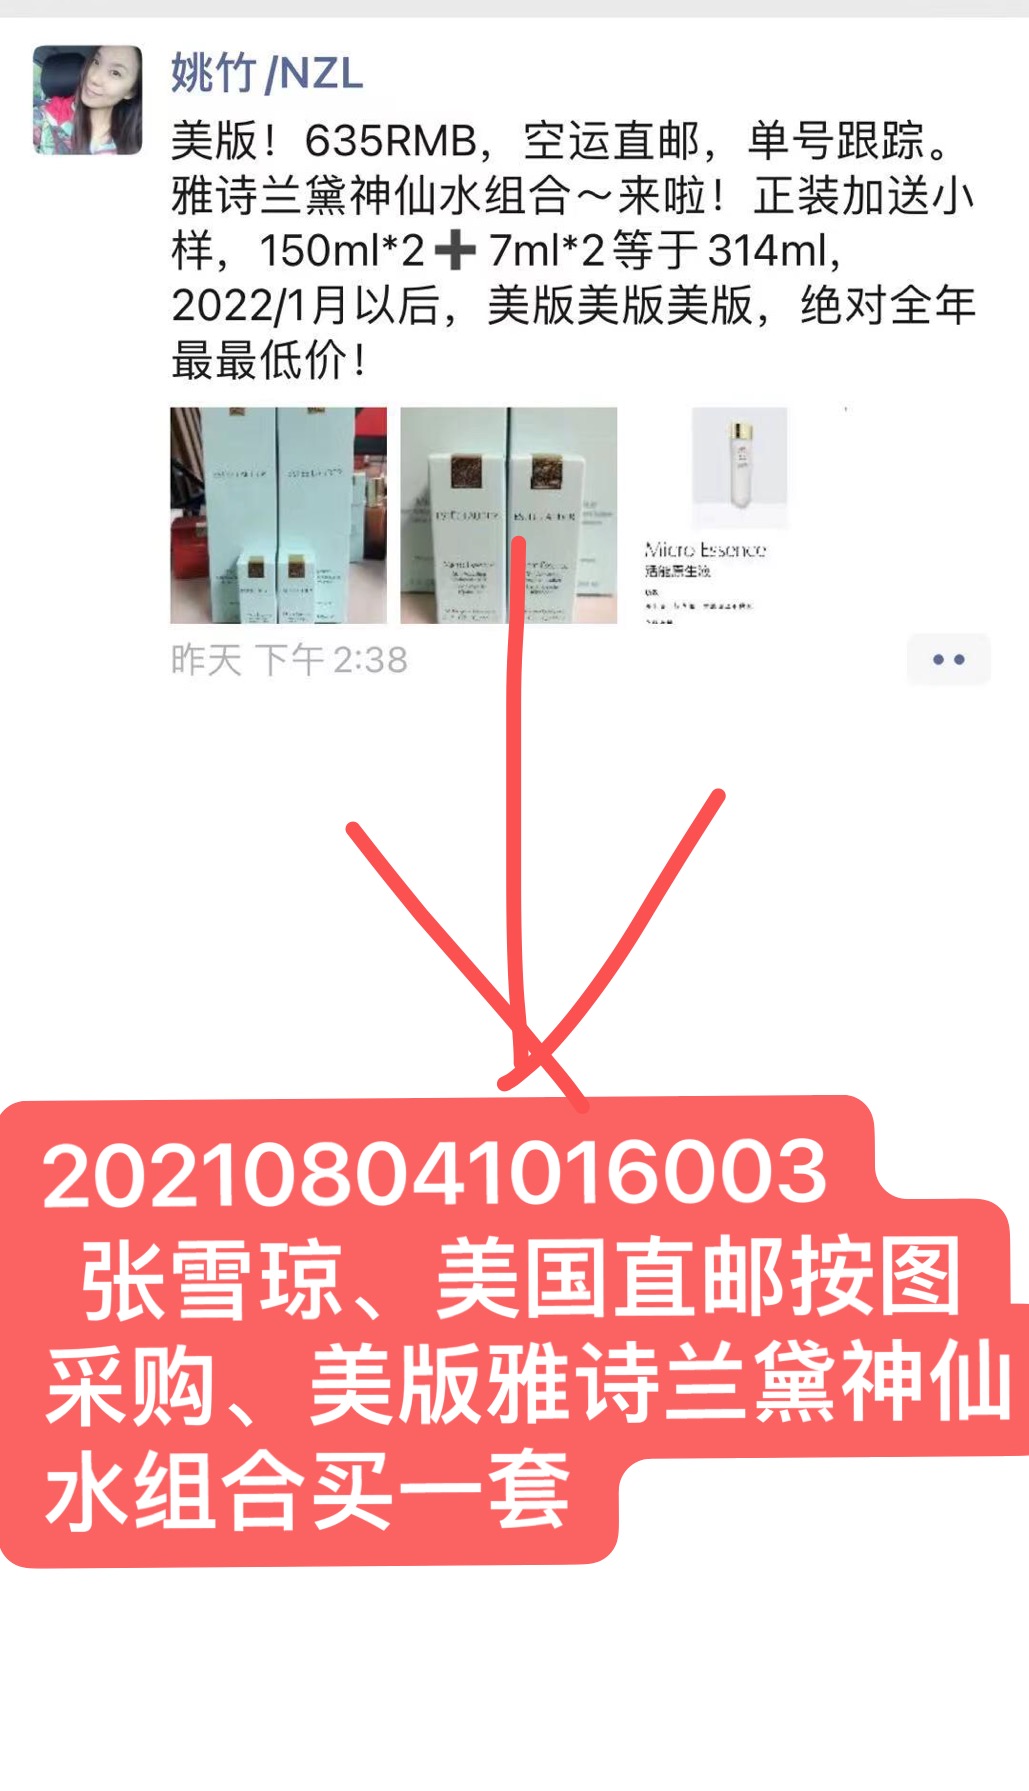 姚竹/NZL
美版！635RMB，空运直邮，单号跟踪。
雅诗兰黛神仙水组合～来啦！正装加送小
样，150ml*2➕7ml*2等于314ml，
2022/1月以后，美版美版美版，绝对全年
最最低价！
ESTĒE LAUDER
ESTĒE LAUDER
Micro Essence
活能原生液
昨天 下午 2:38
202108041016003
张雪琼、美国直邮按图
采购、美版雅诗兰黛神仙
水组合买一套